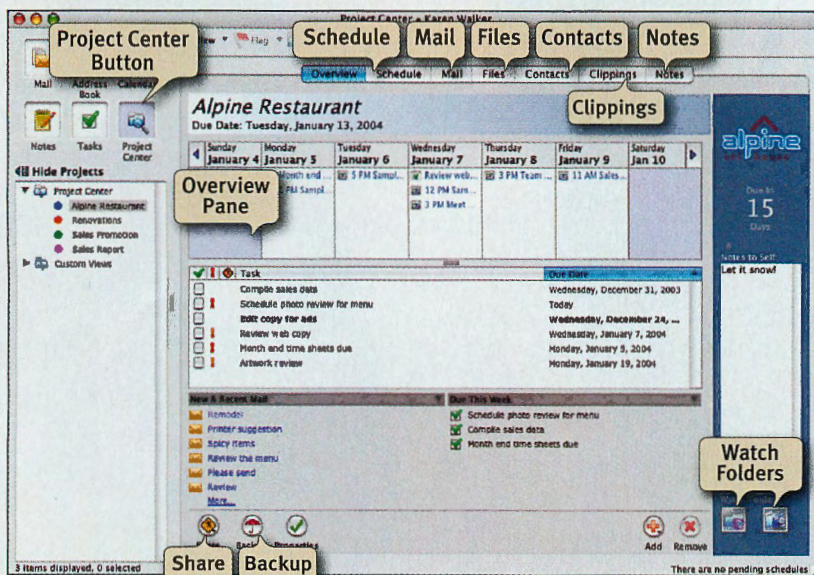 Project Center - Karen Walker
Project Center
Button
Schedule
Mail
Files
Contacts
Notes
Flag
Overview Schedule Mail Files Contacts Clippings Notes
Clippings
Mail
Address
Book
Calendar
Notes
Tasks
Project
Center
Hide Projects
Project Center
Alpine Restaurant
Renovations
Sales Promotion
Sales Report
Custom Views
Alpine Restaurant
Due Date: Tuesday, January 13, 2004
Sunday
January 4
Monday
January 5
Tuesday
January 6
Wednesday
January 7
Thursday
January 8
Friday
January 9
Saturday
Jan 10
Month end ...
PM Sampl...
5 PM Sampl...
Review web...
12 PM Sam...
3 PM Meet ...
3 PM Team ...
11 AM Sales...
Overview
Pane
Task Due Date
Compile sales data Wednesday, December 31, 2003
Schedule photo review for menu Today
Edit copy for ads Wednesday, December 24, ...
Review web copy Wednesday, January 7, 2004
Month end time sheets due Monday, January 5, 2004
Artwork review Monday, January 19, 2004
New & Recent Mail
Remodel
Printer suggestion
Spicy items
Review the menu
Please send
Review
More...
Due This Week
Schedule photo review for menu
Compile sales data
Month end time sheets due
alpine
Due In
15
Days
Notes to Self
Let it snow!
Watch
Folders
Properties
Add
Remove
Share
Backup
3 items displayed, 0 selected
There are no pending schedules